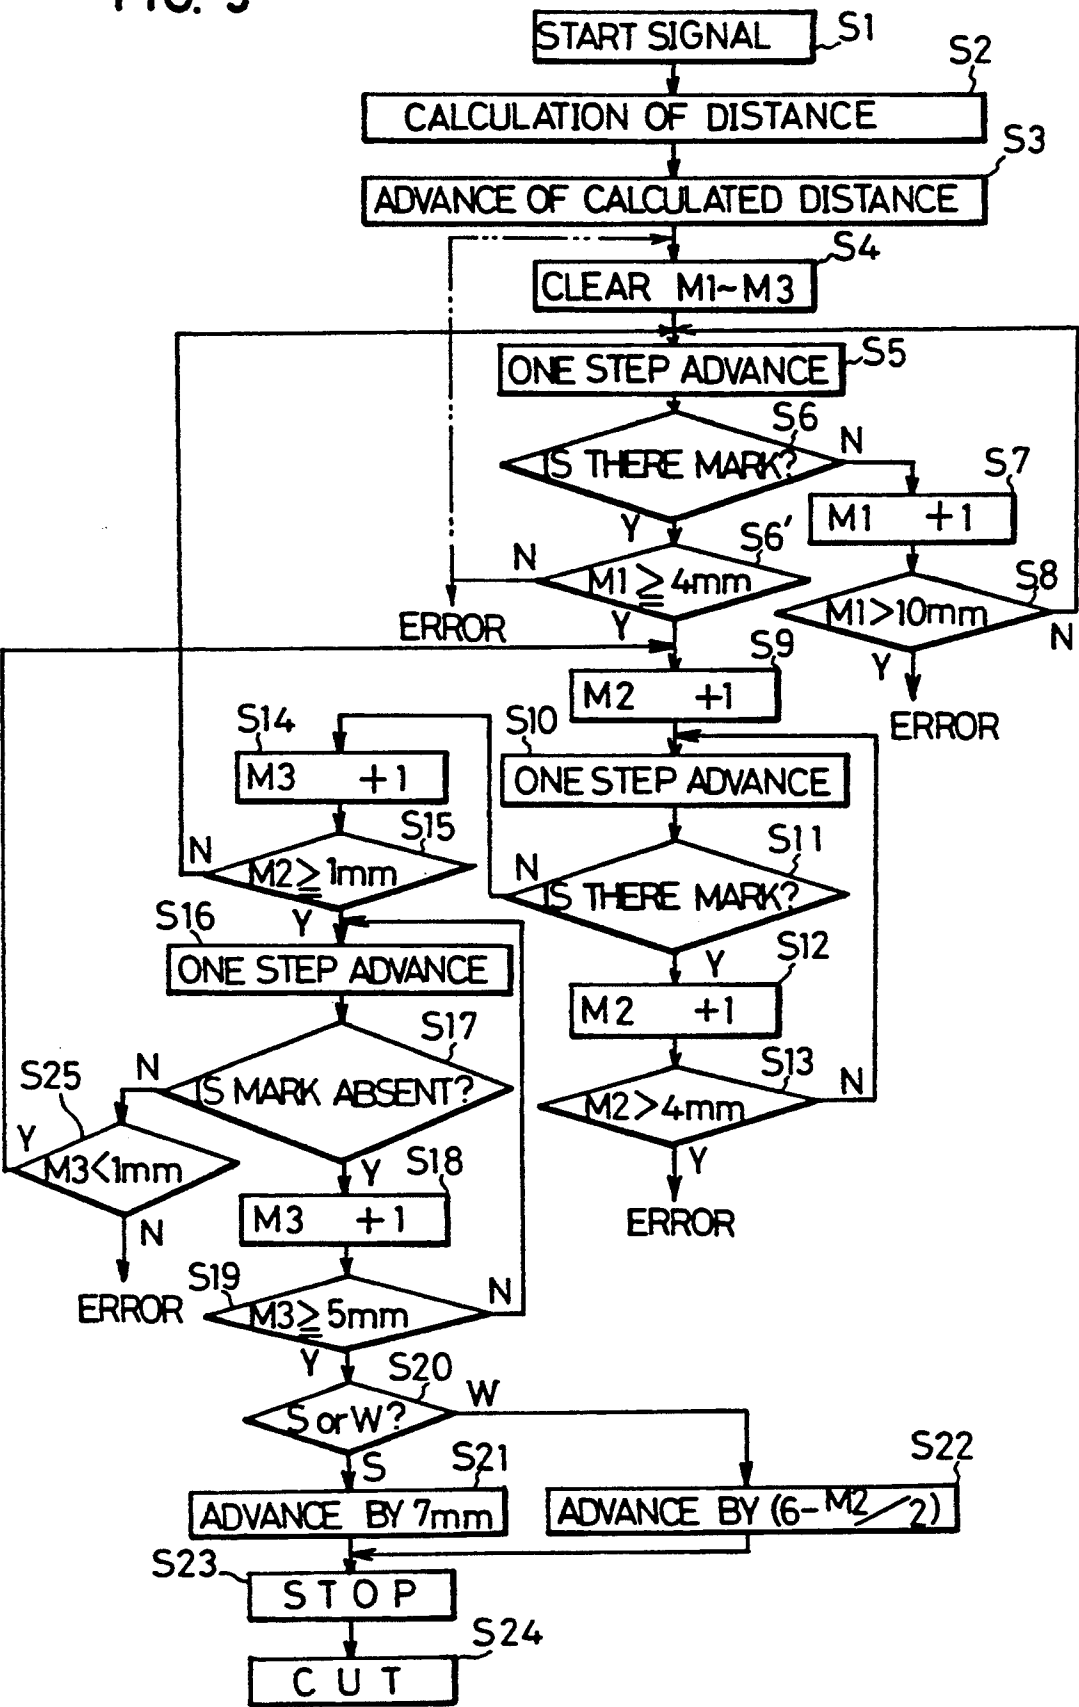 START SIGNAL
S1
S2
CALCULATION OF DISTANCE
S3
ADVANCE OF CALCULATED DISTANCE
S4
CLEAR M1~M3
ONE STEP ADVANCE
S5
S6
IS THERE MARK?
N
S7
M1 +1
Y
S6'
N
M1≧4mm
S8
M1>10mm
N
ERROR
Y
Y
ERROR
S9
M2 +1
S14
M3 +1
S10
ONE STEP ADVANCE
S15
N
M2≧1mm
Y
S11
N
IS THERE MARK?
Y
S16
ONE STEP ADVANCE
S12
M2 +1
S17
N
IS MARK ABSENT?
S13
M2>4mm
N
Y
ERROR
S25
Y
M3<1mm
N
ERROR
Y
S18
M3 +1
S19
M3≧5mm
N
Y
S20
S or W?
W
S
S21
ADVANCE BY 7mm
S22
ADVANCE BY (6-M2/2)
S23
STOP
S24
CUT